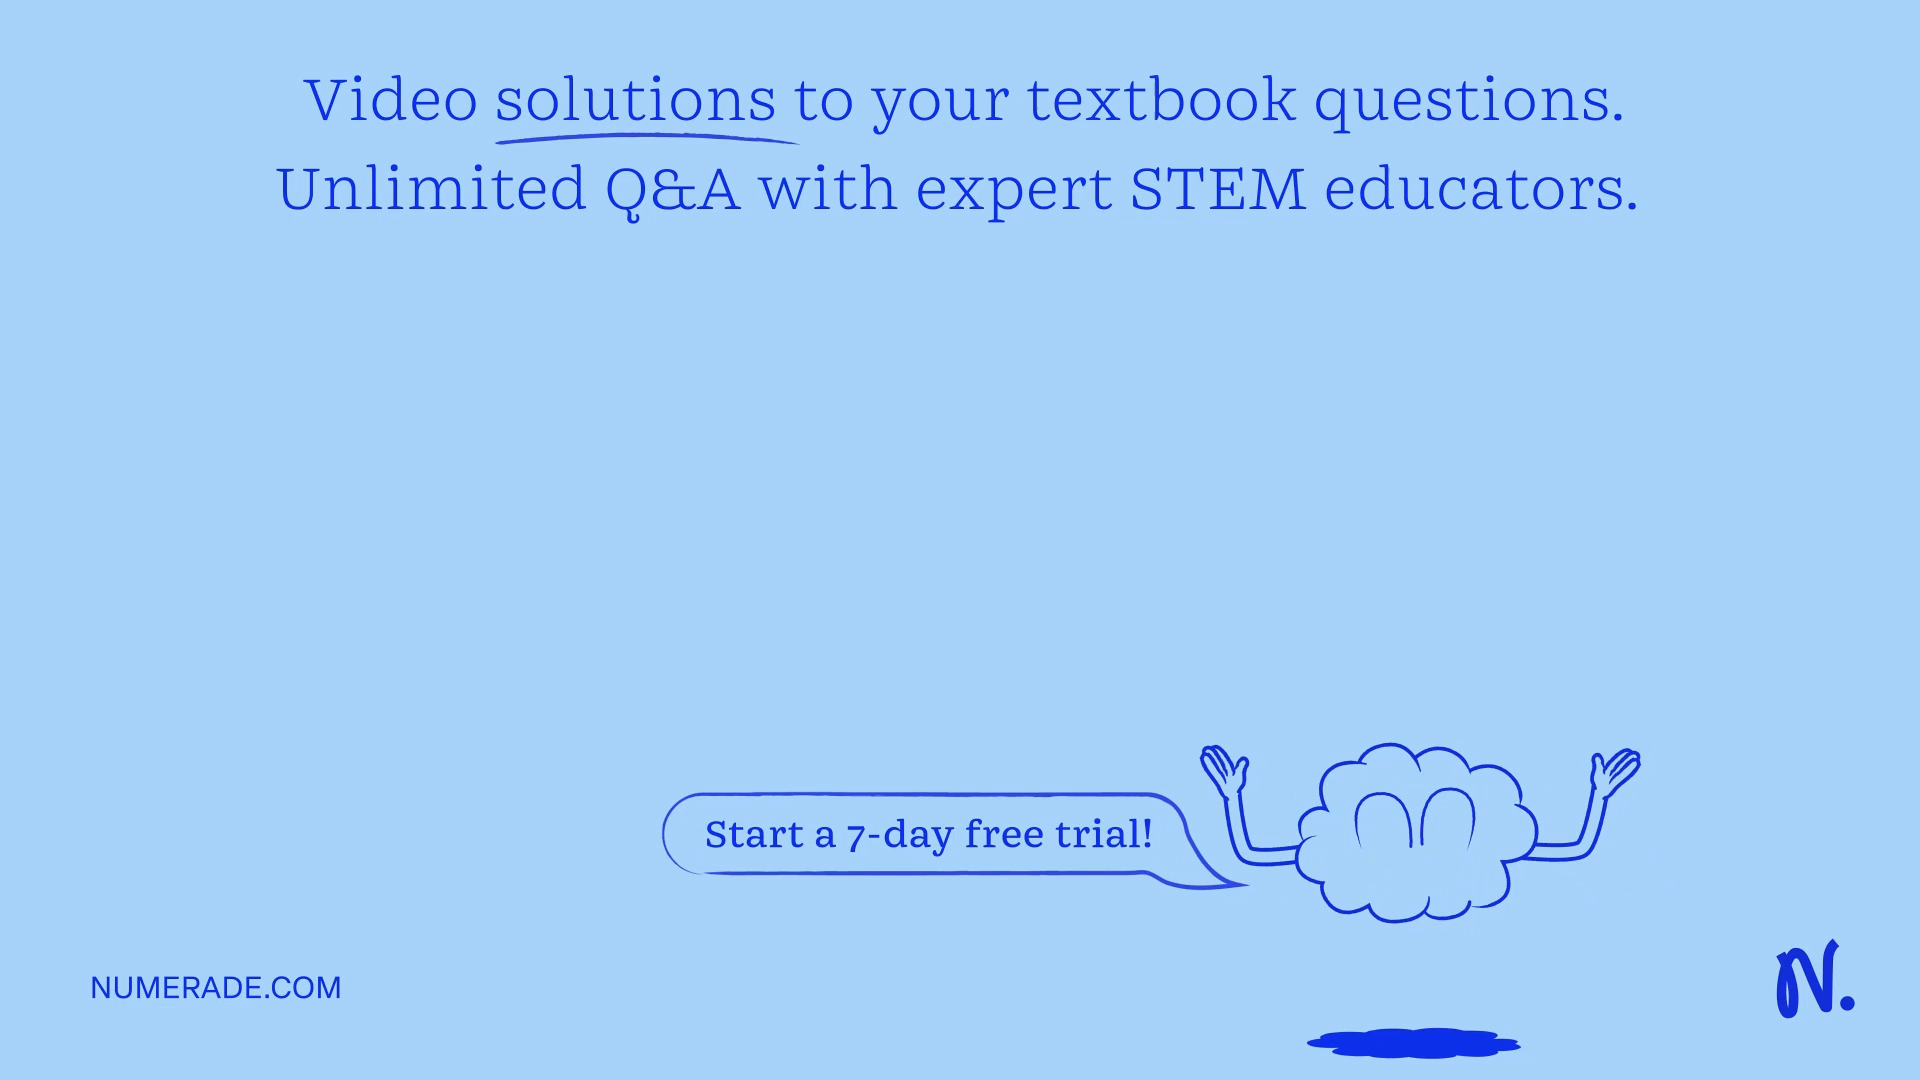 Video solutions to your textbook questions.
Unlimited Q&A with expert STEM educators.
Start a 7-day free trial!
NUMERADE.COM
N.